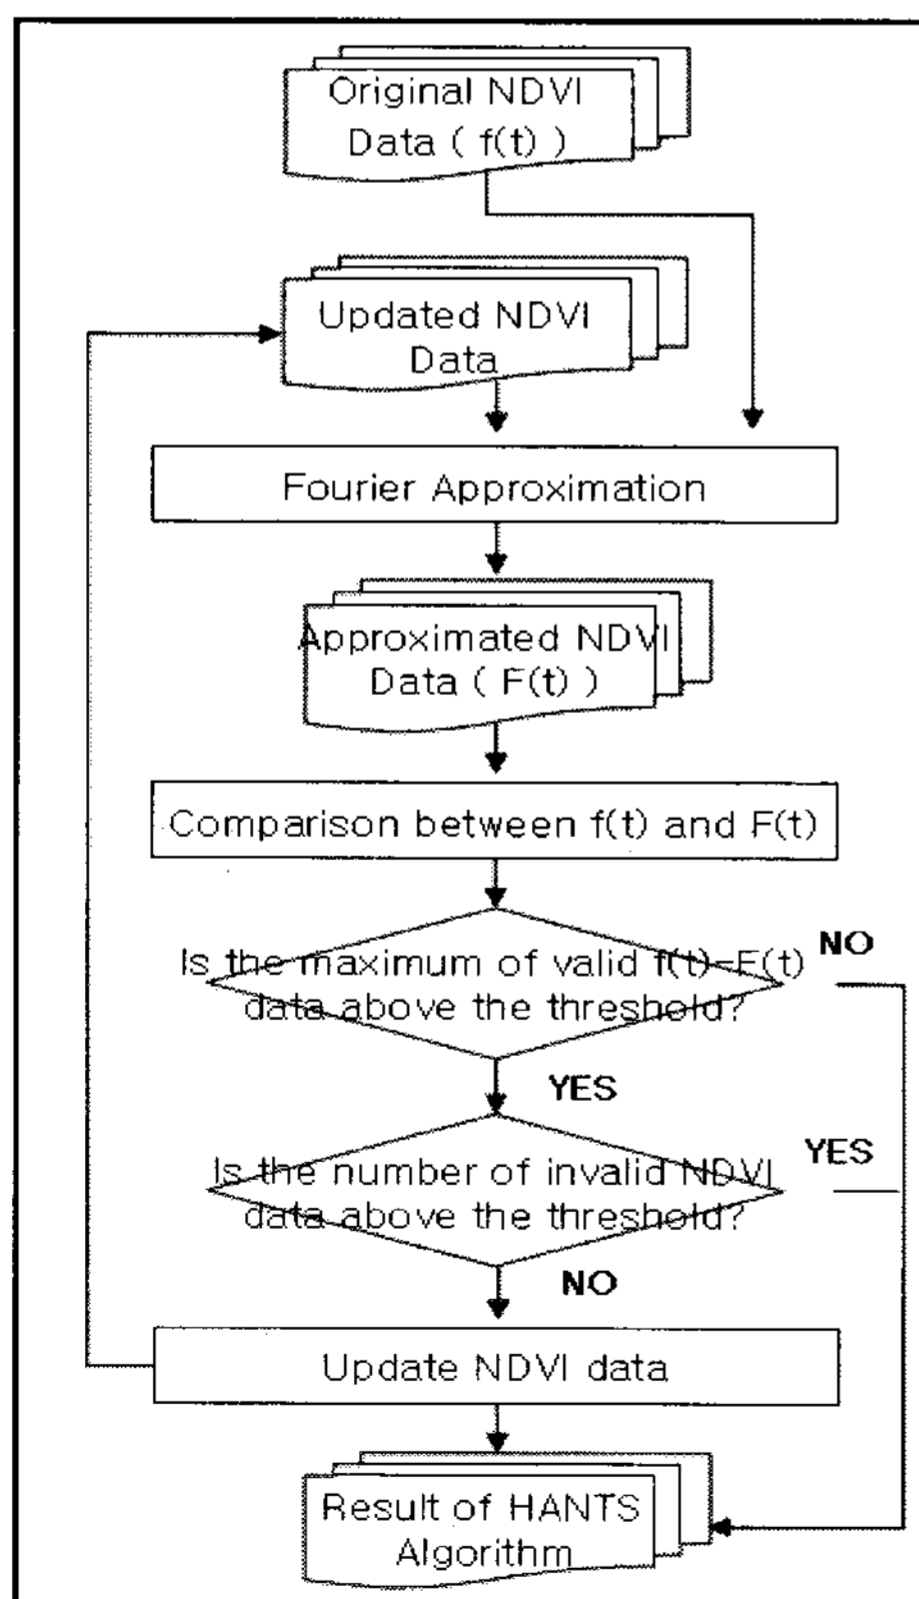 Original NDVI
Data ( f(t) )
Updated NDVI
Data
Fourier Approximation
Approximated NDVI
Data ( F(t) )
Comparison between f(t) and F(t)
Is the maximum of valid f(t)-F(t)
data above the threshold?
NO
YES
Is the number of invalid NDVI
data above the threshold?
YES
NO
Update NDVI data
Result of HANTS
Algorithm